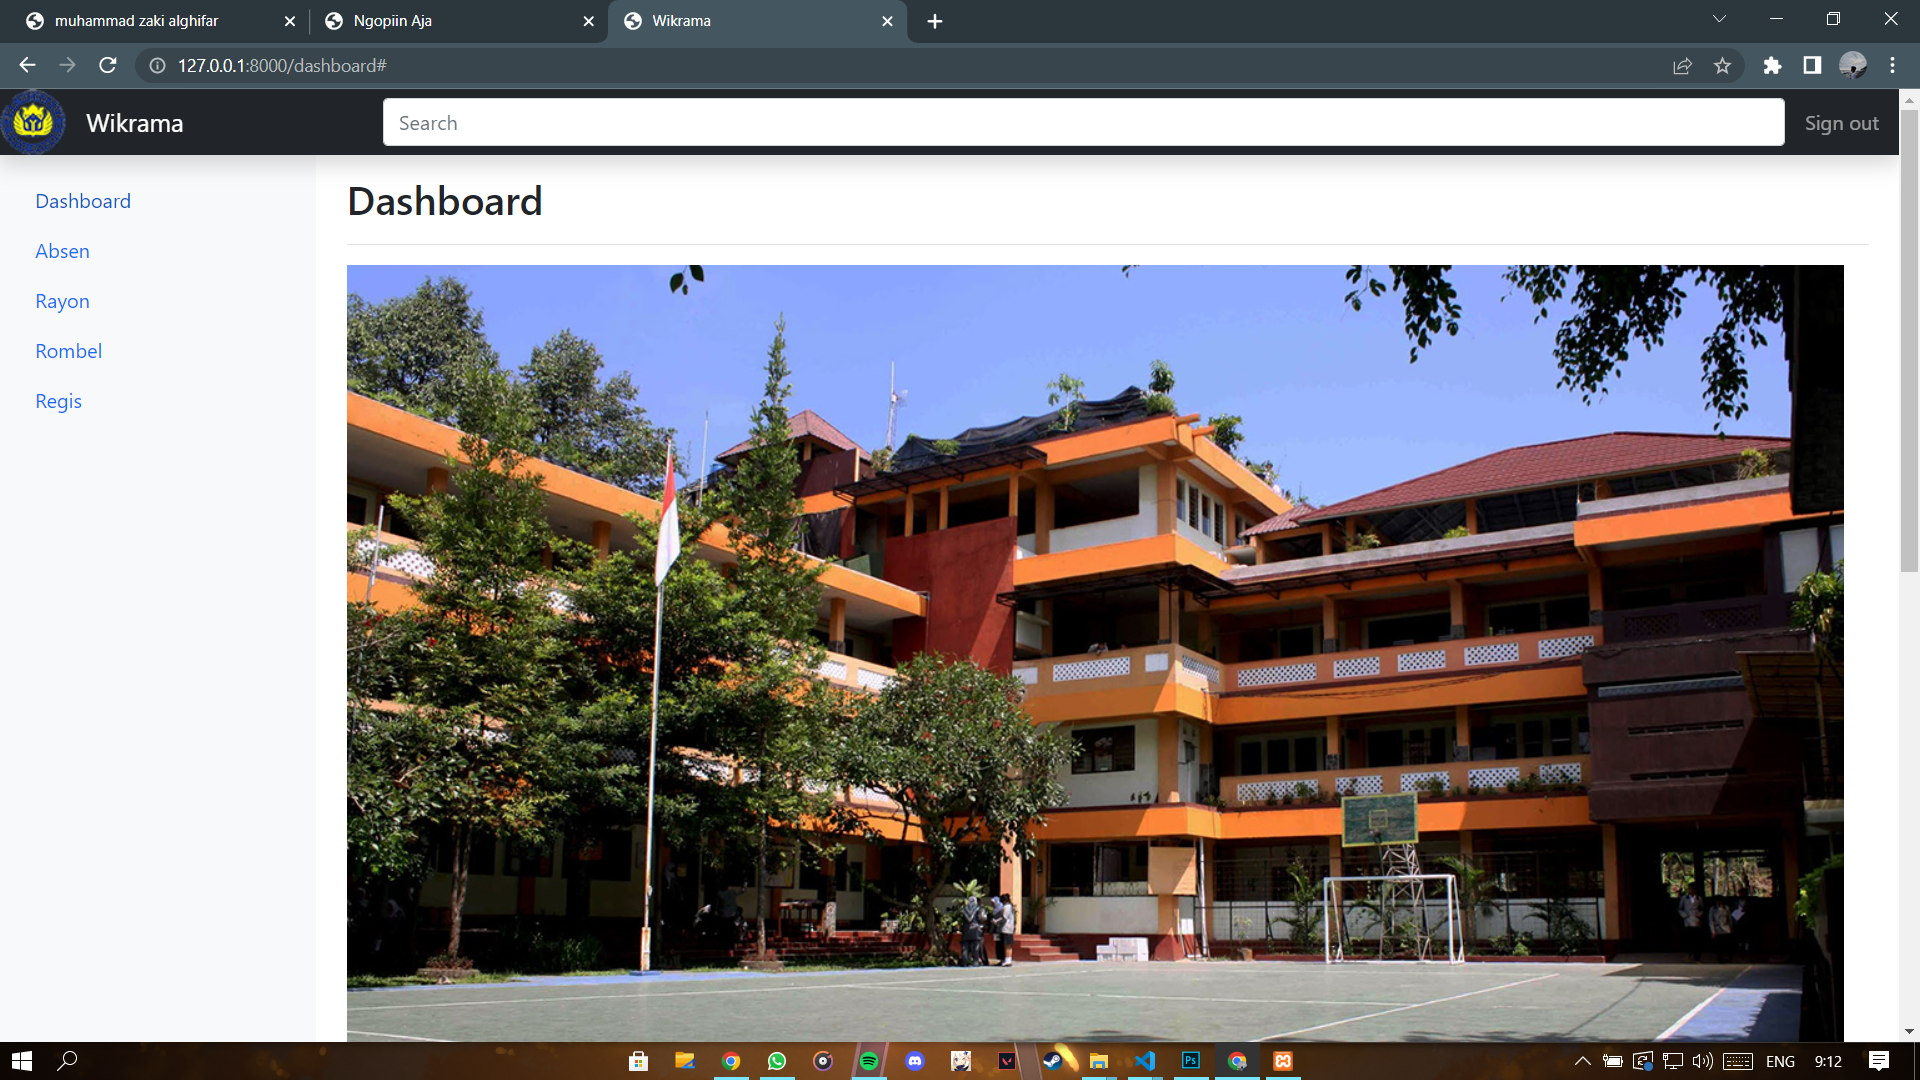 muhammad zaki alghifar
Ngopiin Aja
Wikrama
127.0.0.1:8000/dashboard#
Wikrama
Search
Sign out
Dashboard
Absen
Rayon
Rombel
Regis
Dashboard
Ps
ENG
9:12